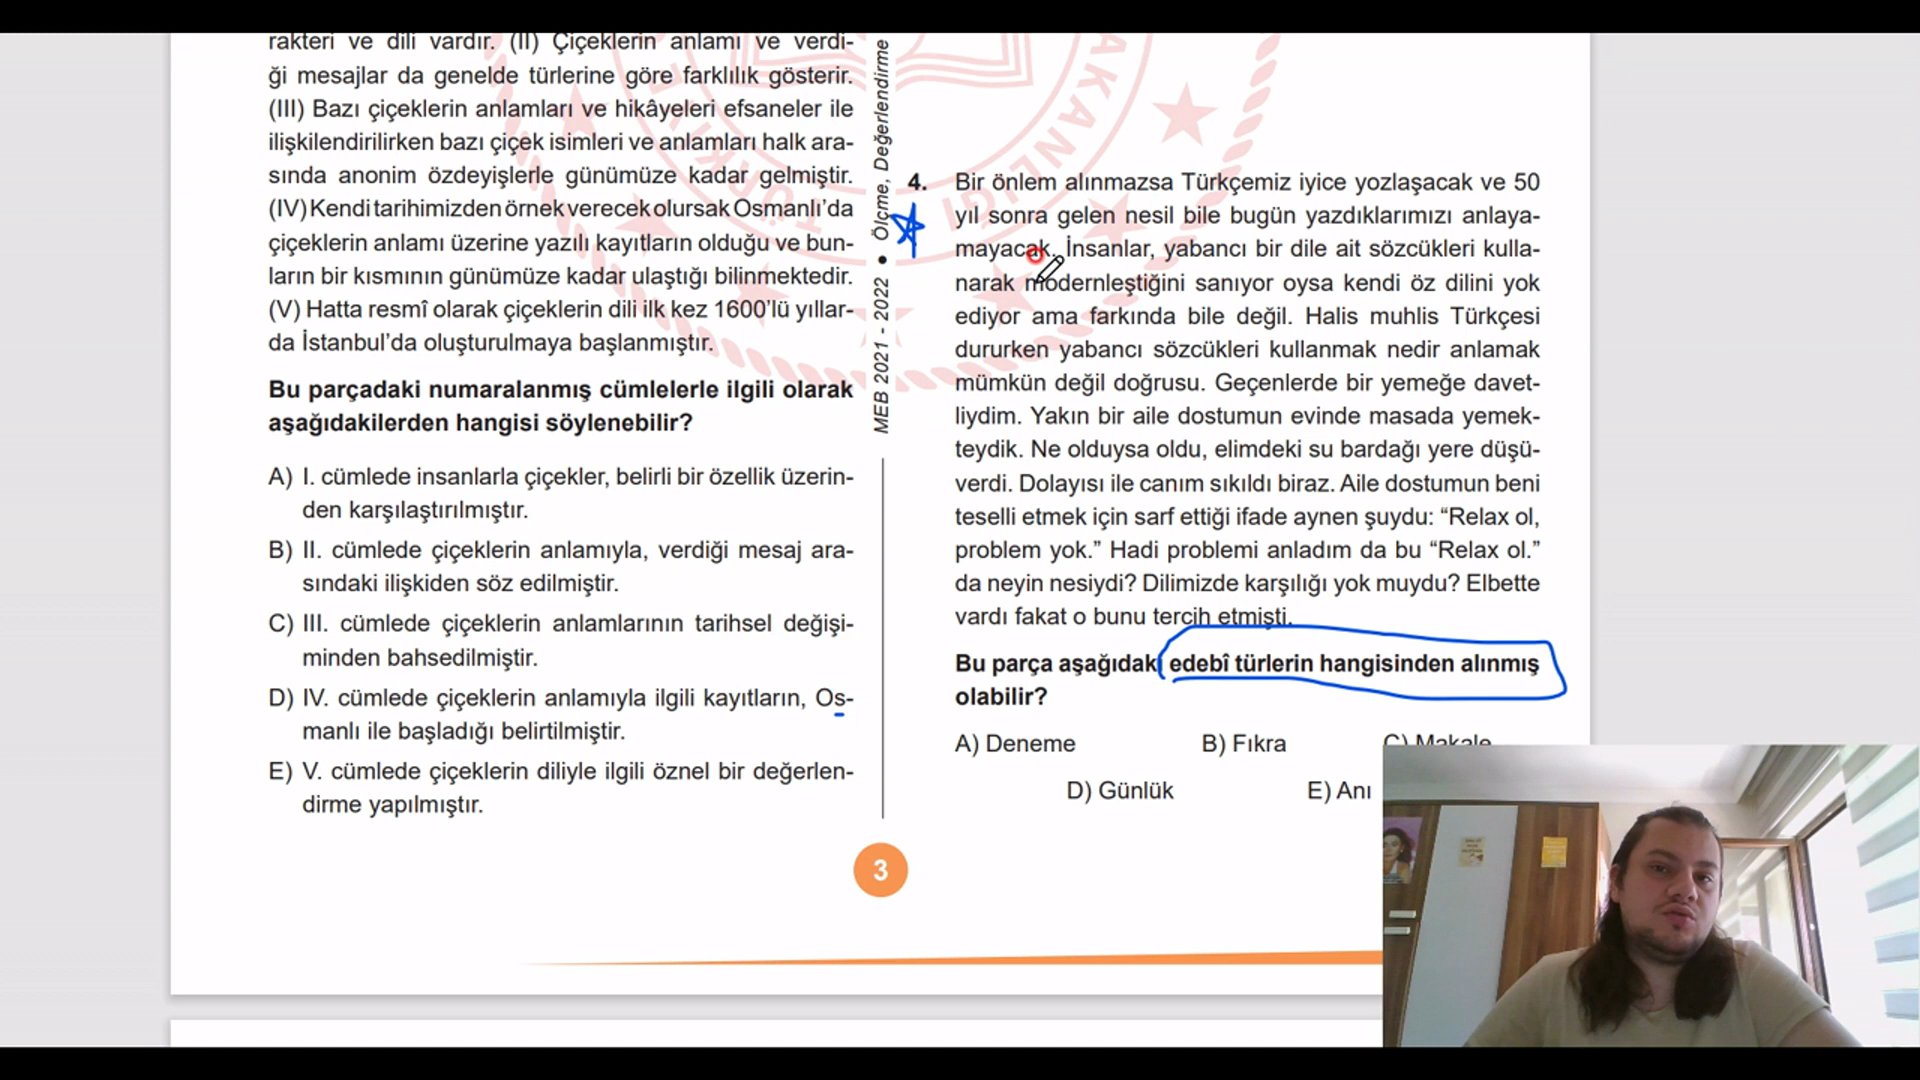 rakteri ve dili vardır. (II) Çiçeklerin anlamı ve verdi-
ği mesajlar da genelde türlerine göre farklılık gösterir.
(III) Bazı çiçeklerin anlamları ve hikâyeleri efsaneler ile
ilişkilendirilirken bazı çiçek isimleri ve anlamları halk ara-
sında anonim özdeyişlerle günümüze kadar gelmiştir.
(IV) Kendi tarihimizden örnek verecek olursak Osmanlı’da
çiçeklerin anlamı üzerine yazılı kayıtların olduğu ve bun-
ların bir kısmının günümüze kadar ulaştığı bilinmektedir.
(V) Hatta resmî olarak çiçeklerin dili ilk kez 1600’lü yıllar-
da İstanbul’da oluşturulmaya başlanmıştır.
Bu parçadaki numaralanmış cümlelerle ilgili olarak
aşağıdakilerden hangisi söylenebilir?
A) I. cümlede insanlarla çiçekler, belirli bir özellik üzerin-
den karşılaştırılmıştır.
B) II. cümlede çiçeklerin anlamıyla, verdiği mesaj ara-
sındaki ilişkiden söz edilmiştir.
C) III. cümlede çiçeklerin anlamlarının tarihsel değişi-
minden bahsedilmiştir.
D) IV. cümlede çiçeklerin anlamıyla ilgili kayıtların, Os-
manlı ile başladığı belirtilmiştir.
E) V. cümlede çiçeklerin diliyle ilgili öznel bir değerlen-
dirme yapılmıştır.
MEB 2021 - 2022 ● Ölçme, Değerlendirme
4. Bir önlem alınmazsa Türkçemiz iyice yozlaşacak ve 50
yıl sonra gelen nesil bile bugün yazdıklarımızı anlaya-
mayacak. İnsanlar, yabancı bir dile ait sözcükleri kulla-
narak modernleştiğini sanıyor oysa kendi öz dilini yok
ediyor ama farkında bile değil. Halis muhlis Türkçesi
dururken yabancı sözcükleri kullanmak nedir anlamak
mümkün değil doğrusu. Geçenlerde bir yemeğe davet-
liydim. Yakın bir aile dostumun evinde masada yemek-
teydik. Ne olduysa oldu, elimdeki su bardağı yere düşü-
verdi. Dolayısı ile canım sıkıldı biraz. Aile dostumun beni
teselli etmek için sarf ettiği ifade aynen şuydu: “Relax ol,
problem yok.” Hadi problemi anladım da bu “Relax ol.”
da neyin nesiydi? Dilimizde karşılığı yok muydu? Elbette
vardı fakat o bunu tercih etmişti.
Bu parça aşağıdaki edebî türlerin hangisinden alınmış
olabilir?
A) Deneme B) Fıkra C) Makale
D) Günlük E) Anı
3